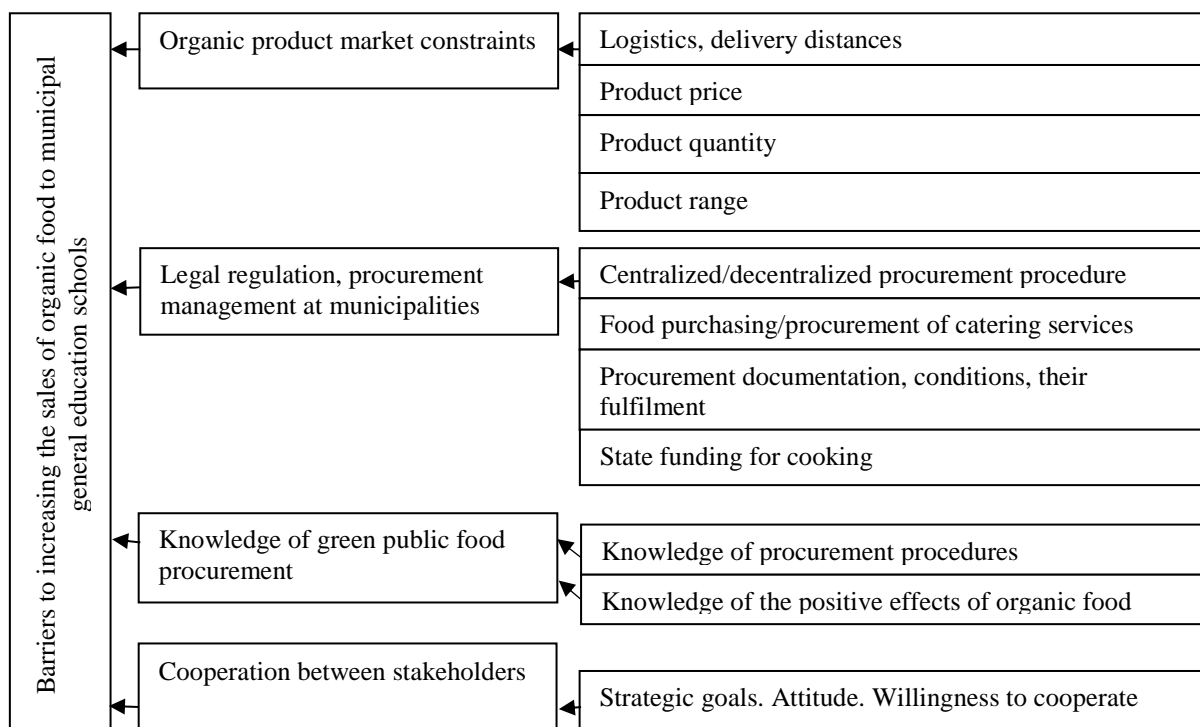 Barriers to increasing the sales of organic food to municipal
general education schools
Organic product market constraints
Logistics, delivery distances
Product price
Product quantity
Product range
Legal regulation, procurement
management at municipalities
Centralized/decentralized procurement procedure
Food purchasing/procurement of catering services
Procurement documentation, conditions, their
fulfilment
State funding for cooking
Knowledge of green public food
procurement
Knowledge of procurement procedures
Knowledge of the positive effects of organic food
Cooperation between stakeholders
Strategic goals. Attitude. Willingness to cooperate